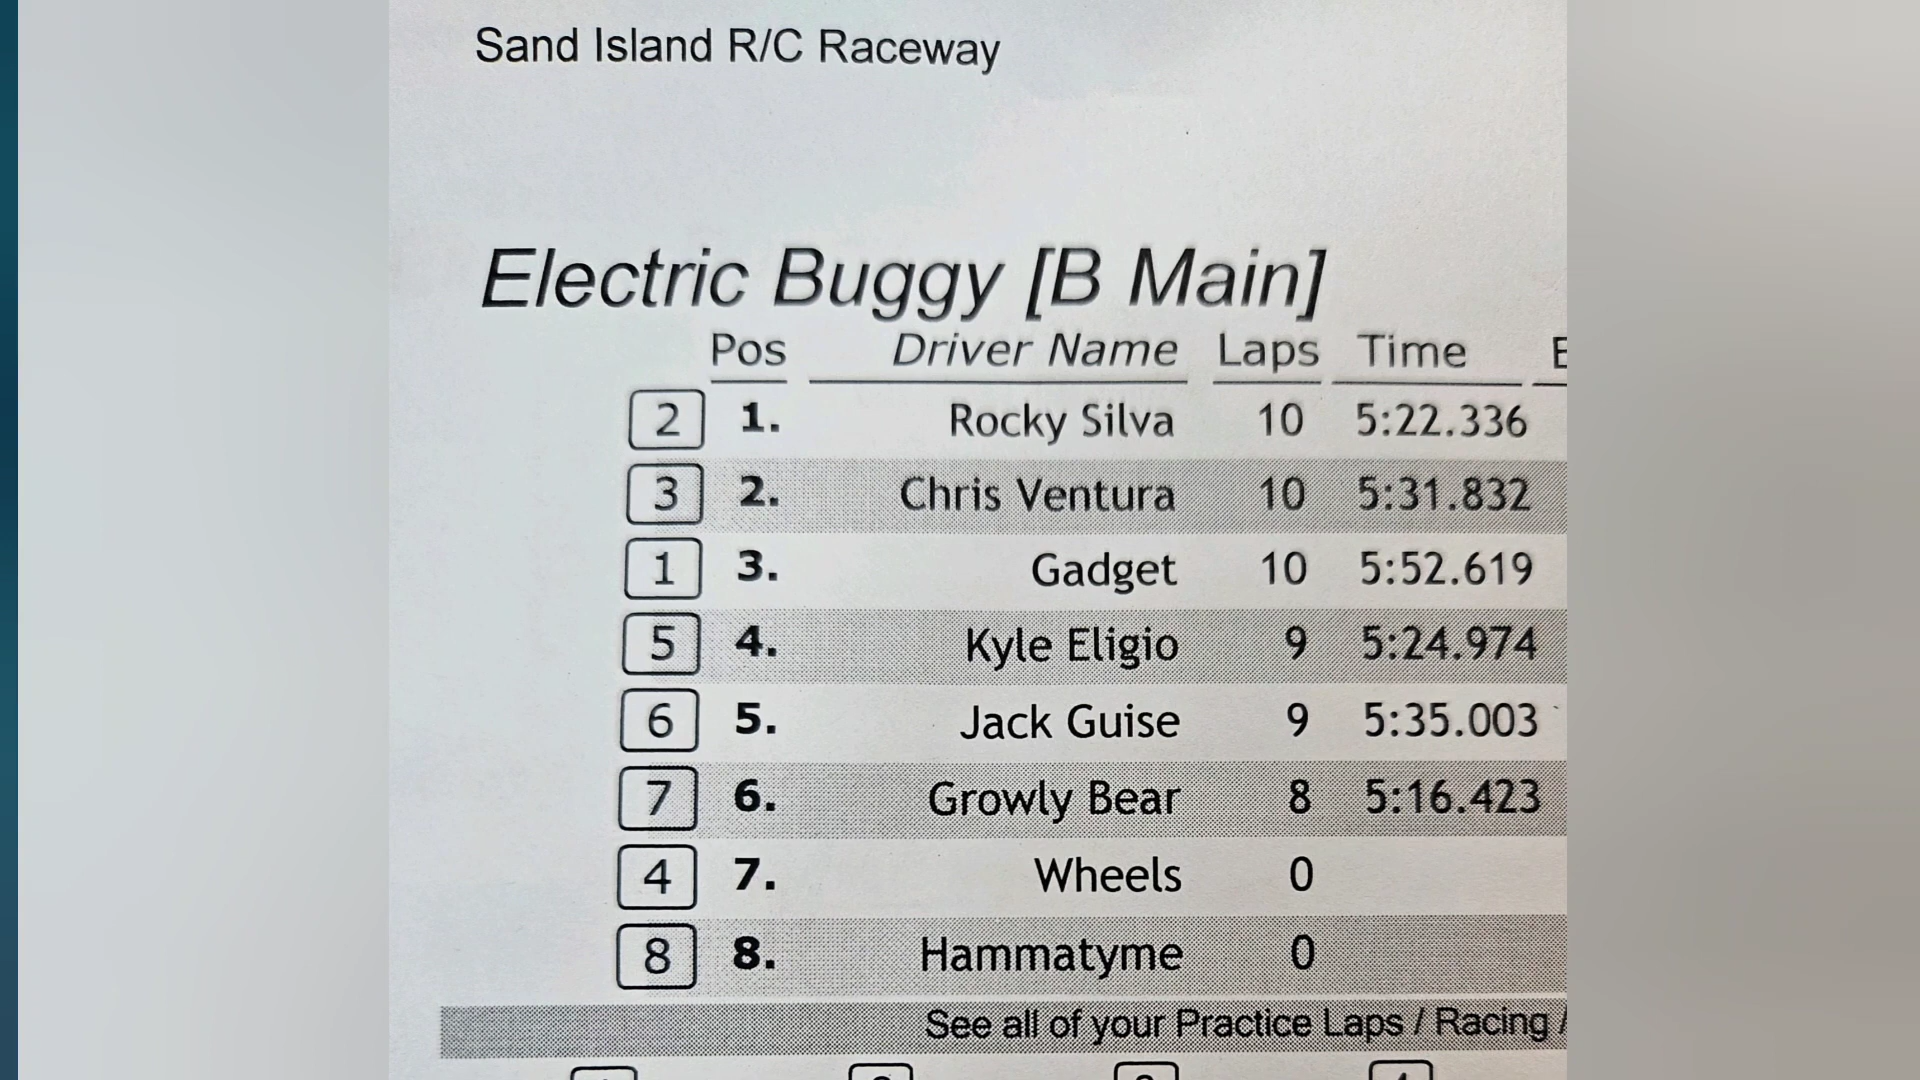 Sand Island R/C Raceway
Electric Buggy [B Main]
Pos Driver Name Laps Time
2 1. Rocky Silva 10 5:22.336
3 2. Chris Ventura 10 5:31.832
1 3. Gadget 10 5:52.619
5 4. Kyle Eligio 9 5:24.974
6 5. Jack Guise 9 5:35.003
7 6. Growly Bear 8 5:16.423
4 7. Wheels 0
8 8. Hammatyme 0
See all of your Practice Laps / Racing /